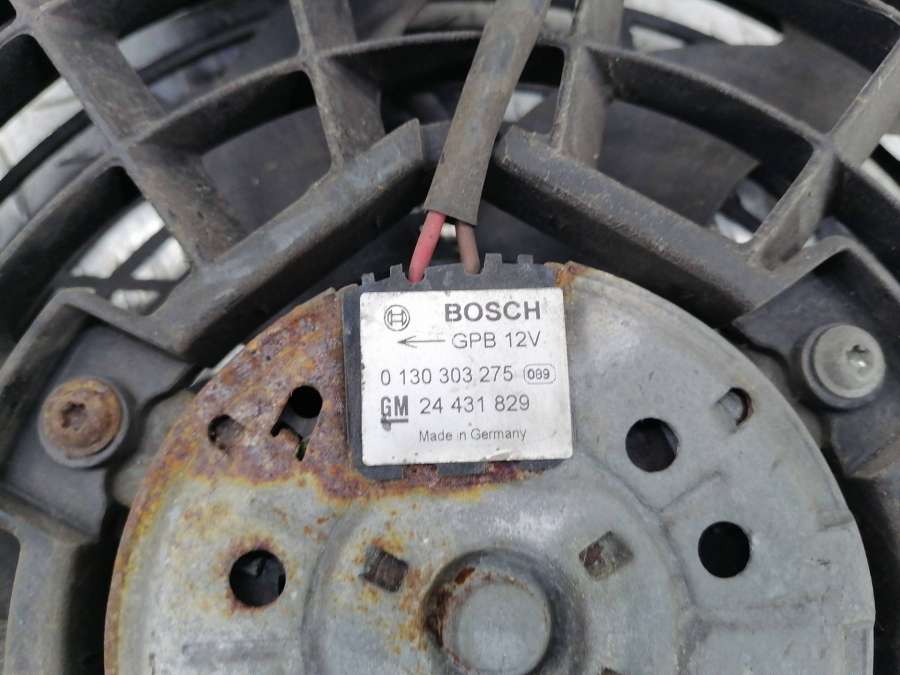 BOSCH
GPB 12V
0 130 303 275 089
GM 24 431 829
Made in Germany